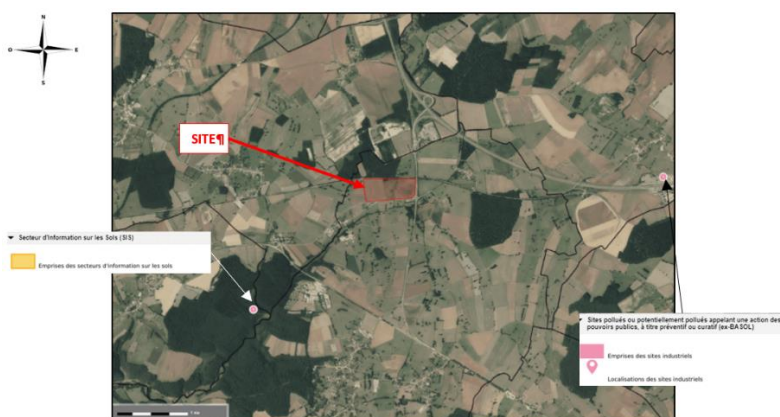 N
O
E
S
SITE¶
Secteur d'Information sur les Sols (SIS)
Emprises des secteurs d'information sur les sols
Sites pollués ou potentiellement pollués appelant une action des
pouvoirs publics, à titre préventif ou curatif (ex-BASOL)
Emprises des sites industriels
Localisations des sites industriels